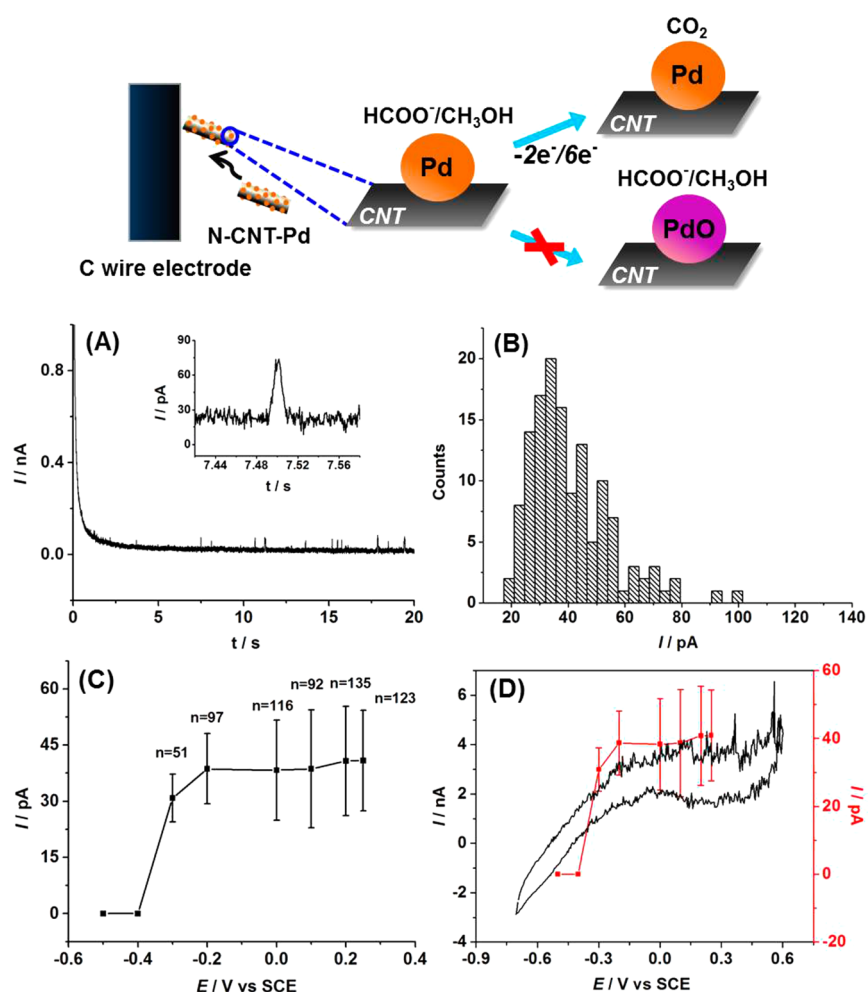 CO₂
Pd
CNT
HCOO⁻/CH₃OH
Pd
CNT
-2e⁻/6e⁻
HCOO⁻/CH₃OH
PdO
CNT
N-CNT-Pd
C wire electrode
(A)
0.8
0.4
0.0
I / nA
0
5
10
15
20
t / s
90
60
30
0
I / pA
7.44
7.48
7.52
7.56
t / s
(B)
20
15
10
5
0
Counts
20
40
60
80
100
120
140
I / pA
(C)
60
45
30
15
0
I / pA
n=51
n=97
n=116
n=92
n=135
n=123
-0.6
-0.4
-0.2
0.0
0.2
0.4
E / V vs SCE
(D)
6
4
2
0
-2
-4
I / nA
60
40
20
0
-20
I / pA
-0.9
-0.6
-0.3
0.0
0.3
0.6
E / V vs SCE